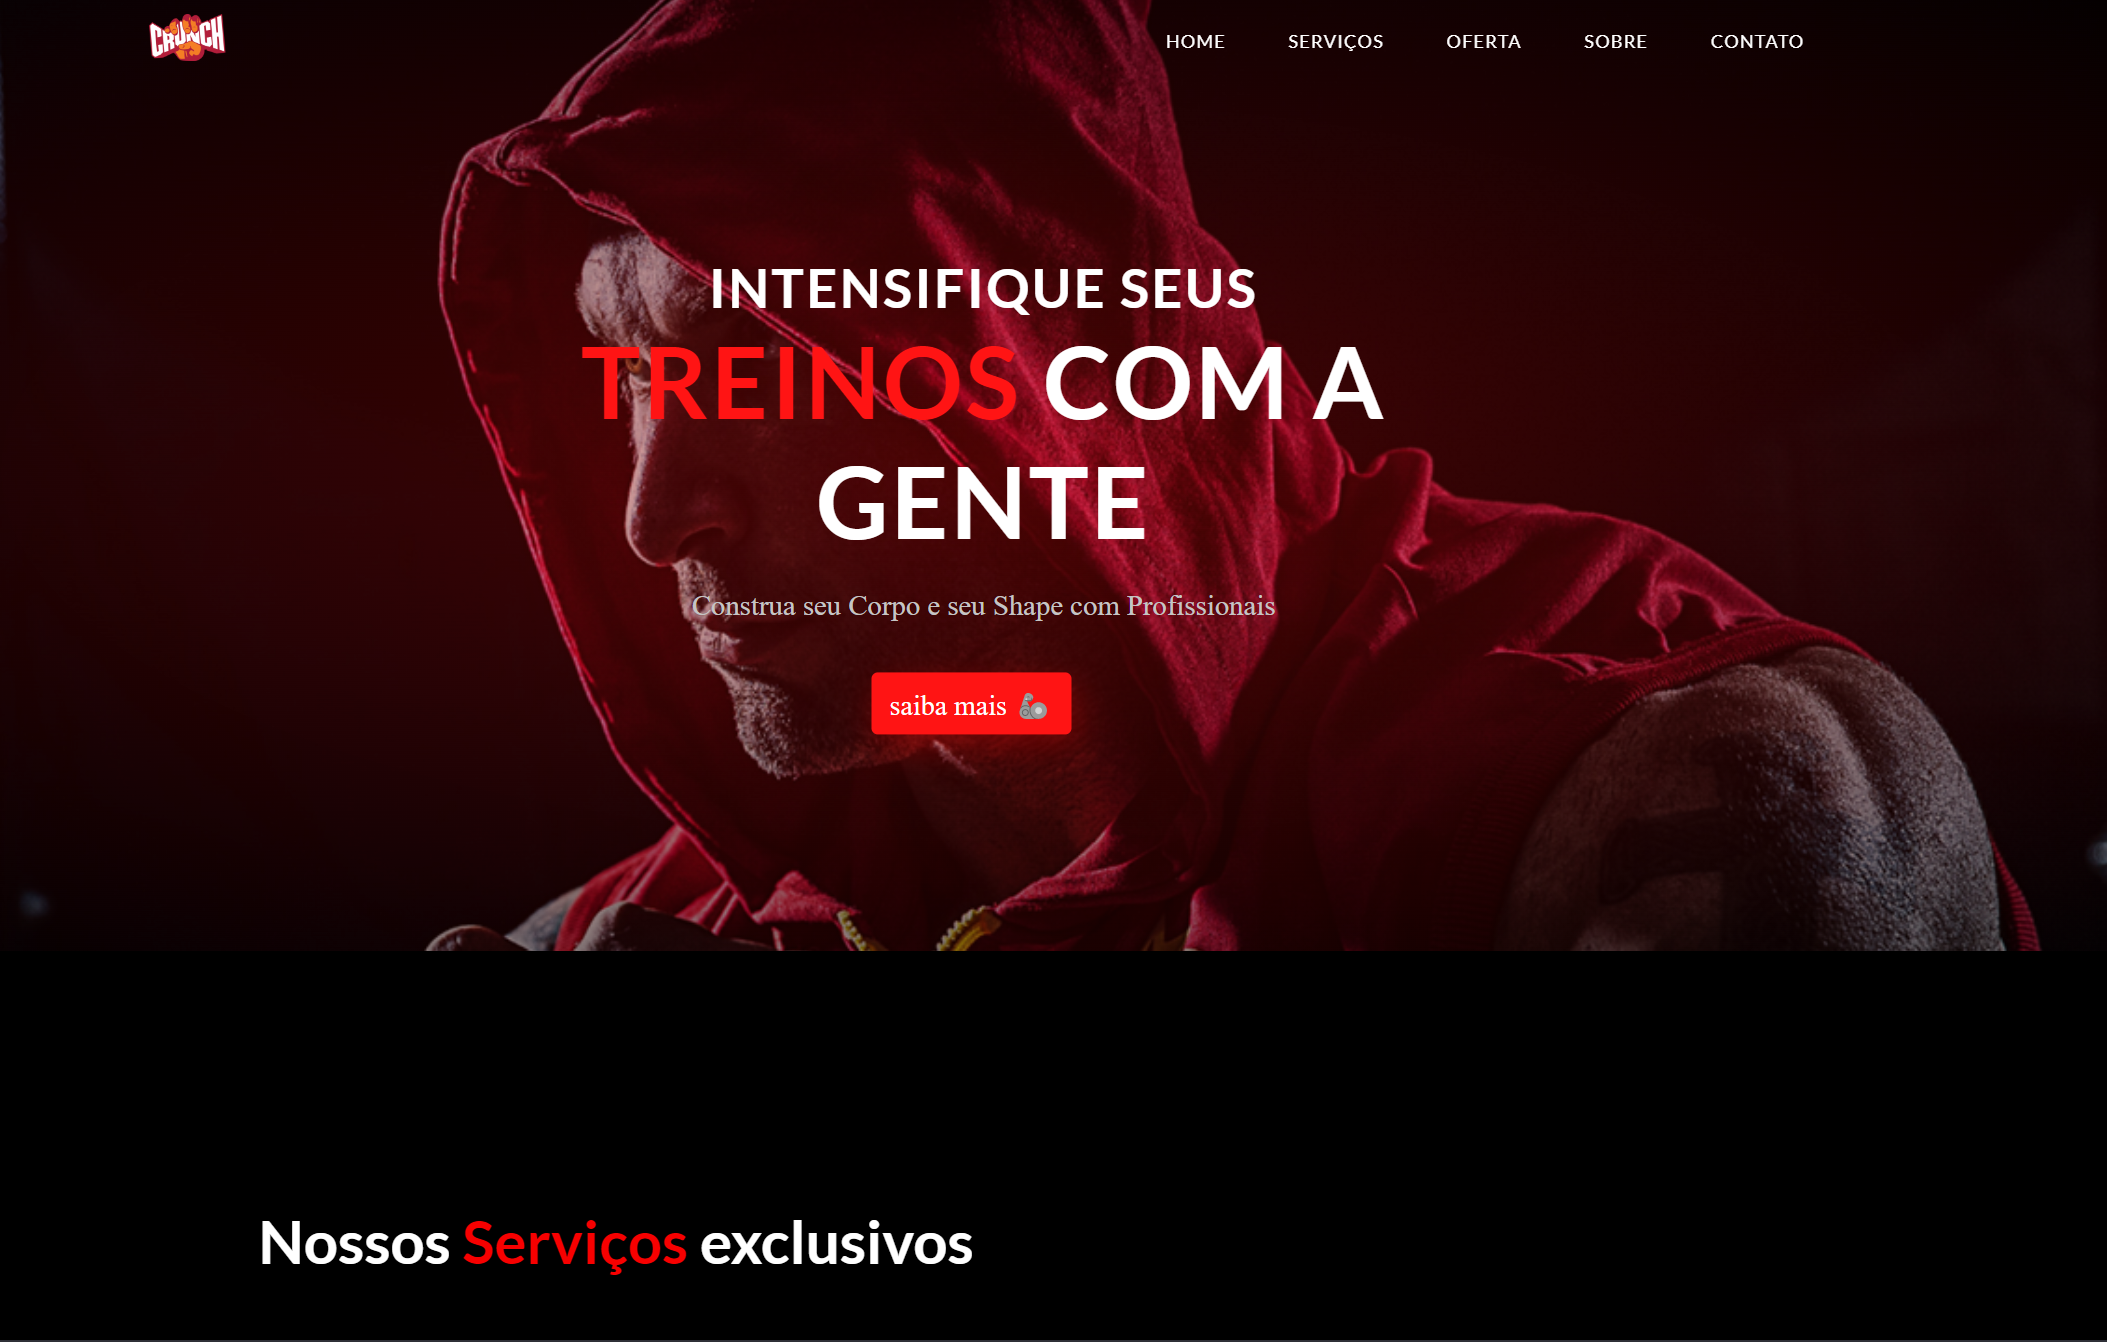 CRUNCH
HOME SERVIÇOS OFERTA SOBRE CONTATO
INTENSIFIQUE SEUS
TREINOS COM A
GENTE
Construa seu Corpo e seu Shape com Profissionais
saiba mais 🦾
Nossos Serviços exclusivos